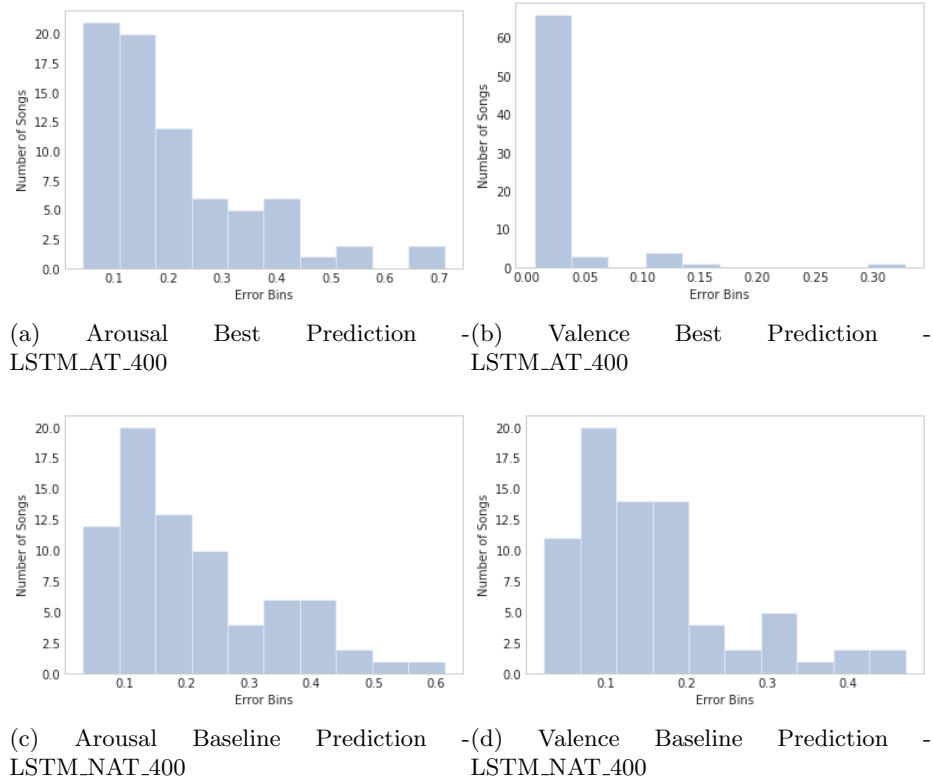 20.0
17.5
15.0
12.5
10.0
7.5
5.0
2.5
0.0
Number of Songs
0.1 0.2 0.3 0.4 0.5 0.6 0.7
Error Bins
60
50
40
30
20
10
0
Number of Songs
0.00 0.05 0.10 0.15 0.20 0.25 0.30
Error Bins
(a) Arousal Best Prediction -
LSTM_AT_400
(b) Valence Best Prediction -
LSTM_AT_400
20.0
17.5
15.0
12.5
10.0
7.5
5.0
2.5
0.0
Number of Songs
0.1 0.2 0.3 0.4 0.5 0.6
Error Bins
20.0
17.5
15.0
12.5
10.0
7.5
5.0
2.5
0.0
Number of Songs
0.1 0.2 0.3 0.4
Error Bins
(c) Arousal Baseline Prediction -
LSTM_NAT_400
(d) Valence Baseline Prediction -
LSTM_NAT_400